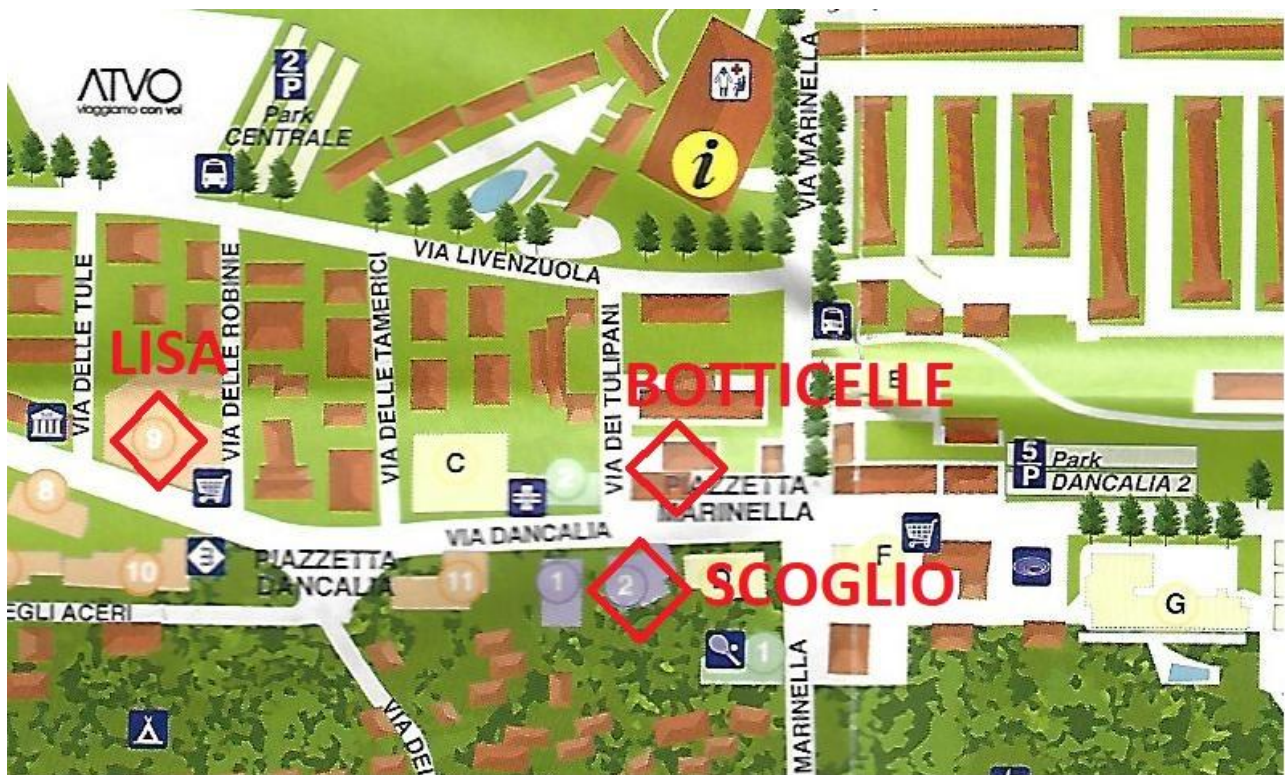 ATVO
viaggiamo con voi
2
P
Park
CENTRALE
i
VIA MARINELLA
VIA LIVENZUOLA
VIA DELLE TULE
VIA DELLE ROBINIE
VIA DELLE TAMERICI
VIA DEI TULIPANI
LISA
BOTTICELLE
E
9
C
2
5
P
Park
DANCALIA 2
PIAZZETTA
MARINELLA
8
VIA DANCALIA
PIAZZETTA
DANCALIA
M
10
11
1
2
SCOGLIO
F
G
EGLI ACERI
1
VIA DEI
MARINELLA